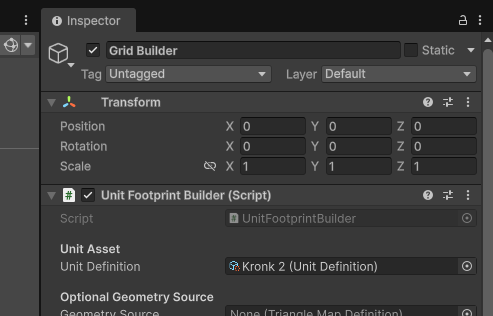 Inspector
Grid Builder
Static
Tag Untagged Layer Default
Transform
Position X 0 Y 0 Z 0
Rotation X 0 Y 0 Z 0
Scale X 1 Y 1 Z 1
# Unit Footprint Builder (Script)
Script # UnitFootprintBuilder
Unit Asset
Unit Definition Kronk 2 (Unit Definition)
Optional Geometry Source
Geometry Source None (Triangle Map Definition)